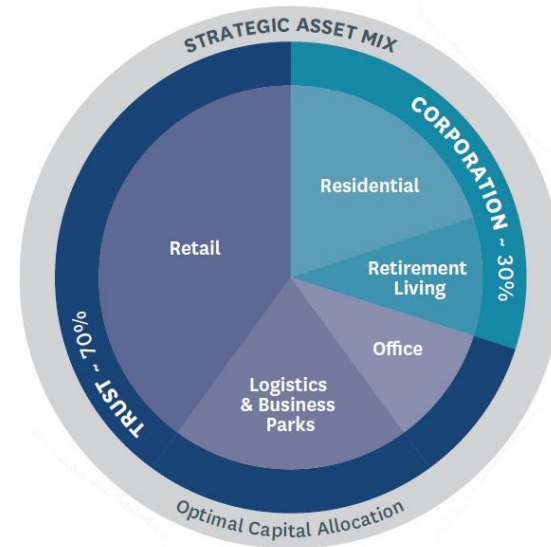 STRATEGIC ASSET MIX
CORPORATION ~ 30%
Residential
Retail
Retirement
Living
Office
Logistics
& Business
Parks
TRUST ~ 70%
Optimal Capital Allocation